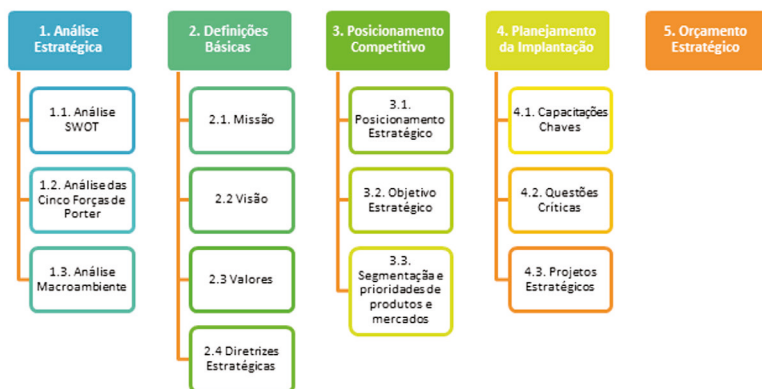 1. Análise
Estratégica
1.1. Análise
SWOT
1.2. Análise das
Cinco Forças de
Porter
1.3. Análise
Macroambiente
2. Definições
Básicas
2.1. Missão
2.2 Visão
2.3 Valores
2.4 Diretrizes
Estratégicas
3. Posicionamento
Competitivo
3.1.
Posicionamento
Estratégico
3.2. Objetivo
Estratégico
3.3.
Segmentaçãa e
prioridades de
produtos e
mercados
4. Planejamento
da Implantação
4.1. Capacitações
Chaves
4.2. Questões
Críticas
4.3. Projetos
Estratégicos
5. Orçamento
Estratégico